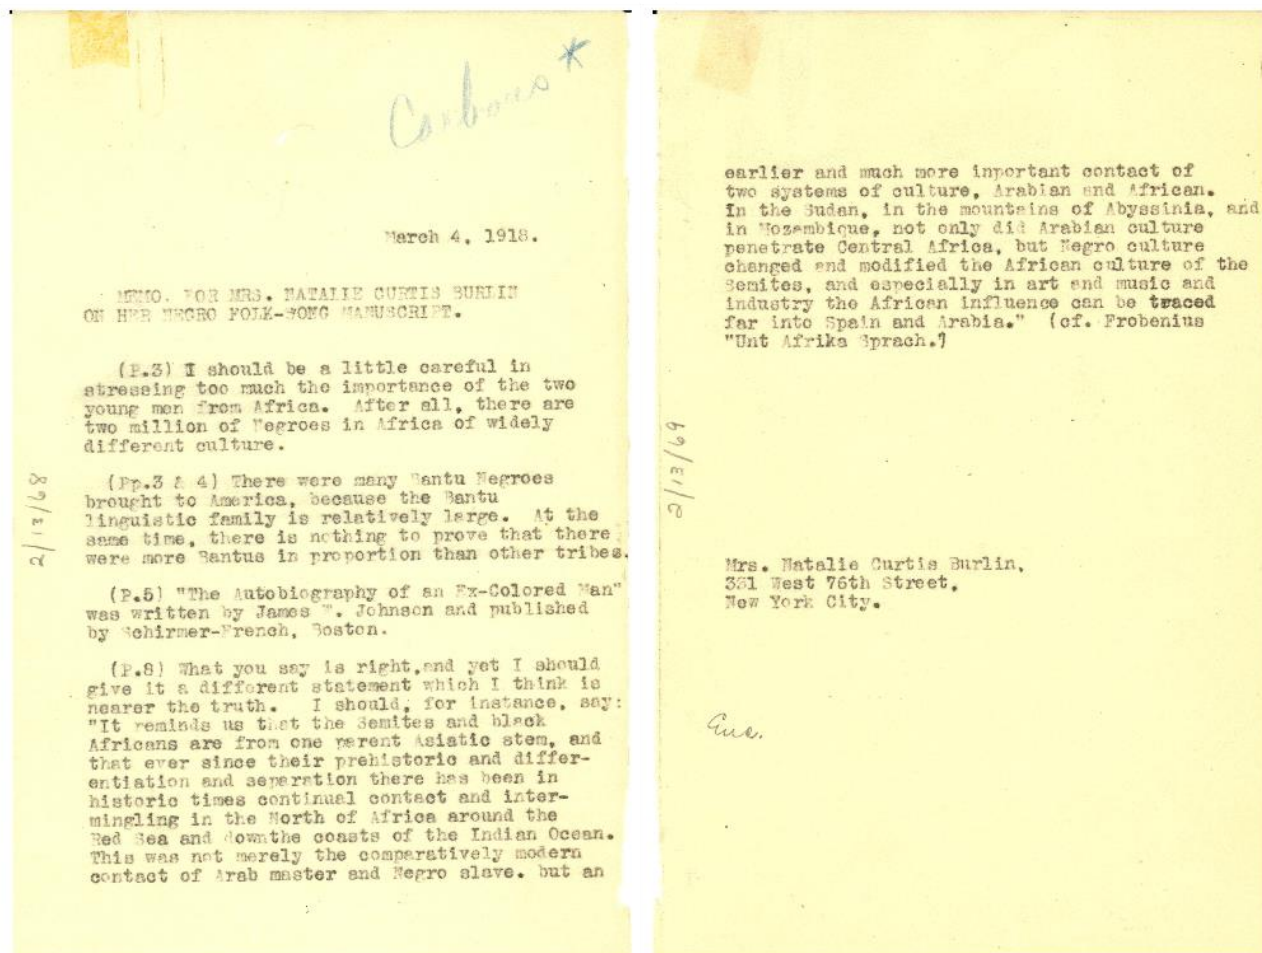 Carbons *
March 4, 1918.
MEMO. FOR MRS. NATALIE CURTIS BURLIN
ON HER NEGRO FOLK-SONG MANUSCRIPT.
(P.3) I should be a little careful in
stressing too much the importance of the two
young men from Africa. After all, there are
two million of Negroes in Africa of widely
different culture.
(Pp.3 & 4) There were many Bantu Negroes
brought to America, because the Bantu
linguistic family is relatively large. At the
same time, there is nothing to prove that there
were more Bantus in proportion than other tribes.
(P.5) "The Autobiography of an Ex-Colored Man"
was written by James W. Johnson and published
by Schirmer-French, Boston.
(P.8) What you say is right,and yet I should
give it a different statement which I think is
nearer the truth. I should, for instance, say:
"It reminds us that the Semites and black
Africans are from one parent Asiatic stem, and
that ever since their prehistoric and differ-
entiation and separation there has been in
historic times continual contact and inter-
mingling in the North of Africa around the
Red Sea and downthe coasts of the Indian Ocean.
This was not merely the comparatively modern
contact of Arab master and Negro slave. but an
2/13/68
earlier and much more inportant contact of
two systems of culture, Arabian and African.
In the Sudan, in the mountains of Abyssinia, and
in Mozambique, not only did Arabian culture
penetrate Central Africa, but Negro culture
changed and modified the African culture of the
Semites, and especially in art and music and
industry the African influence can be traced
far into Spain and Arabia." (cf. Frobenius
"Unt Afrika Sprach.")
2/13/69
Mrs. Natalie Curtis Burlin,
331 West 76th Street,
New York City.
Enc.